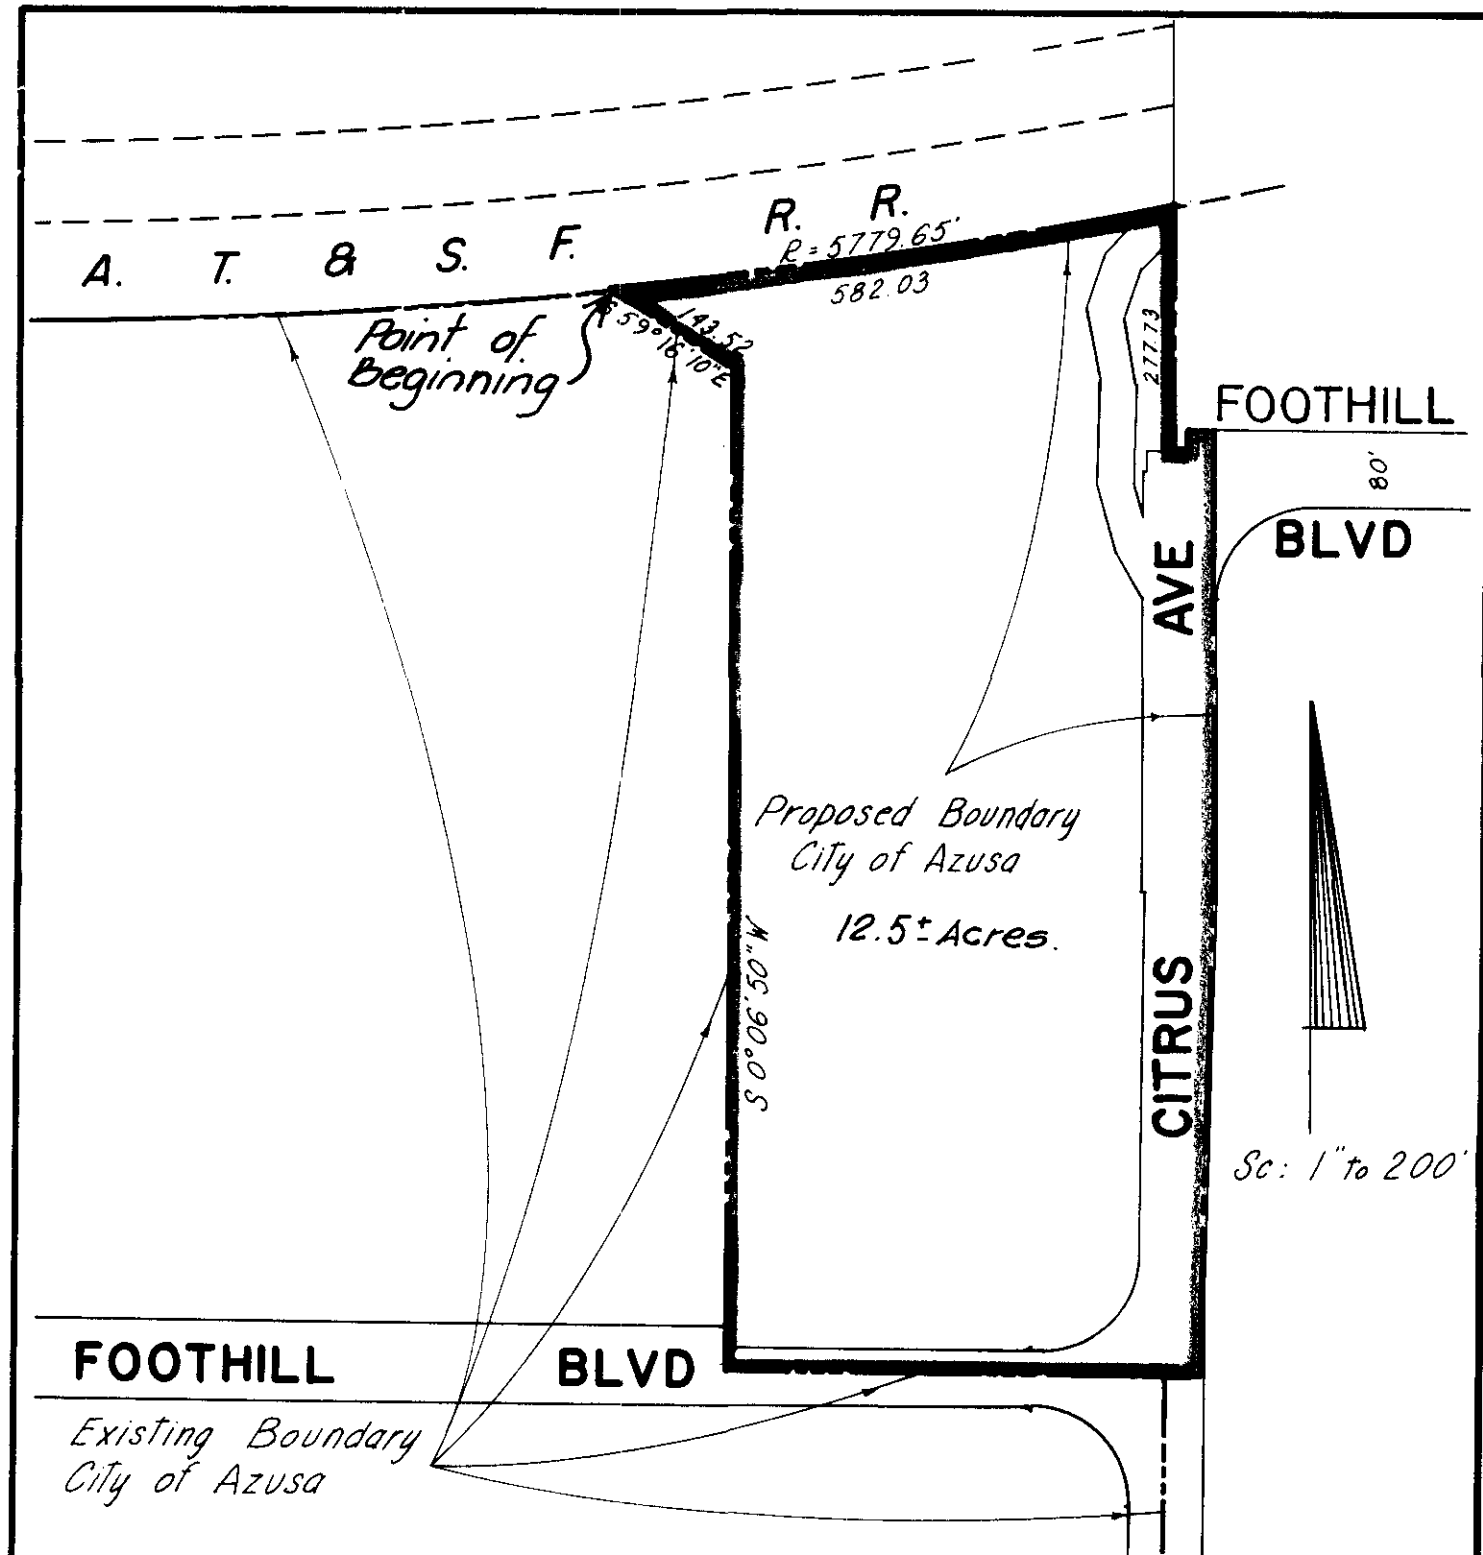 A. T. & S. F. R. R.
R = 5779.65'
582.03
Point of
Beginning
143.52
S 59° 16' 10" E
277.73
FOOTHILL
80'
BLVD
AVE
CITRUS
Proposed Boundary
City of Azusa
12.5± Acres.
S 0° 06' 50" W
Sc: 1" to 200'
FOOTHILL BLVD
Existing Boundary
City of Azusa